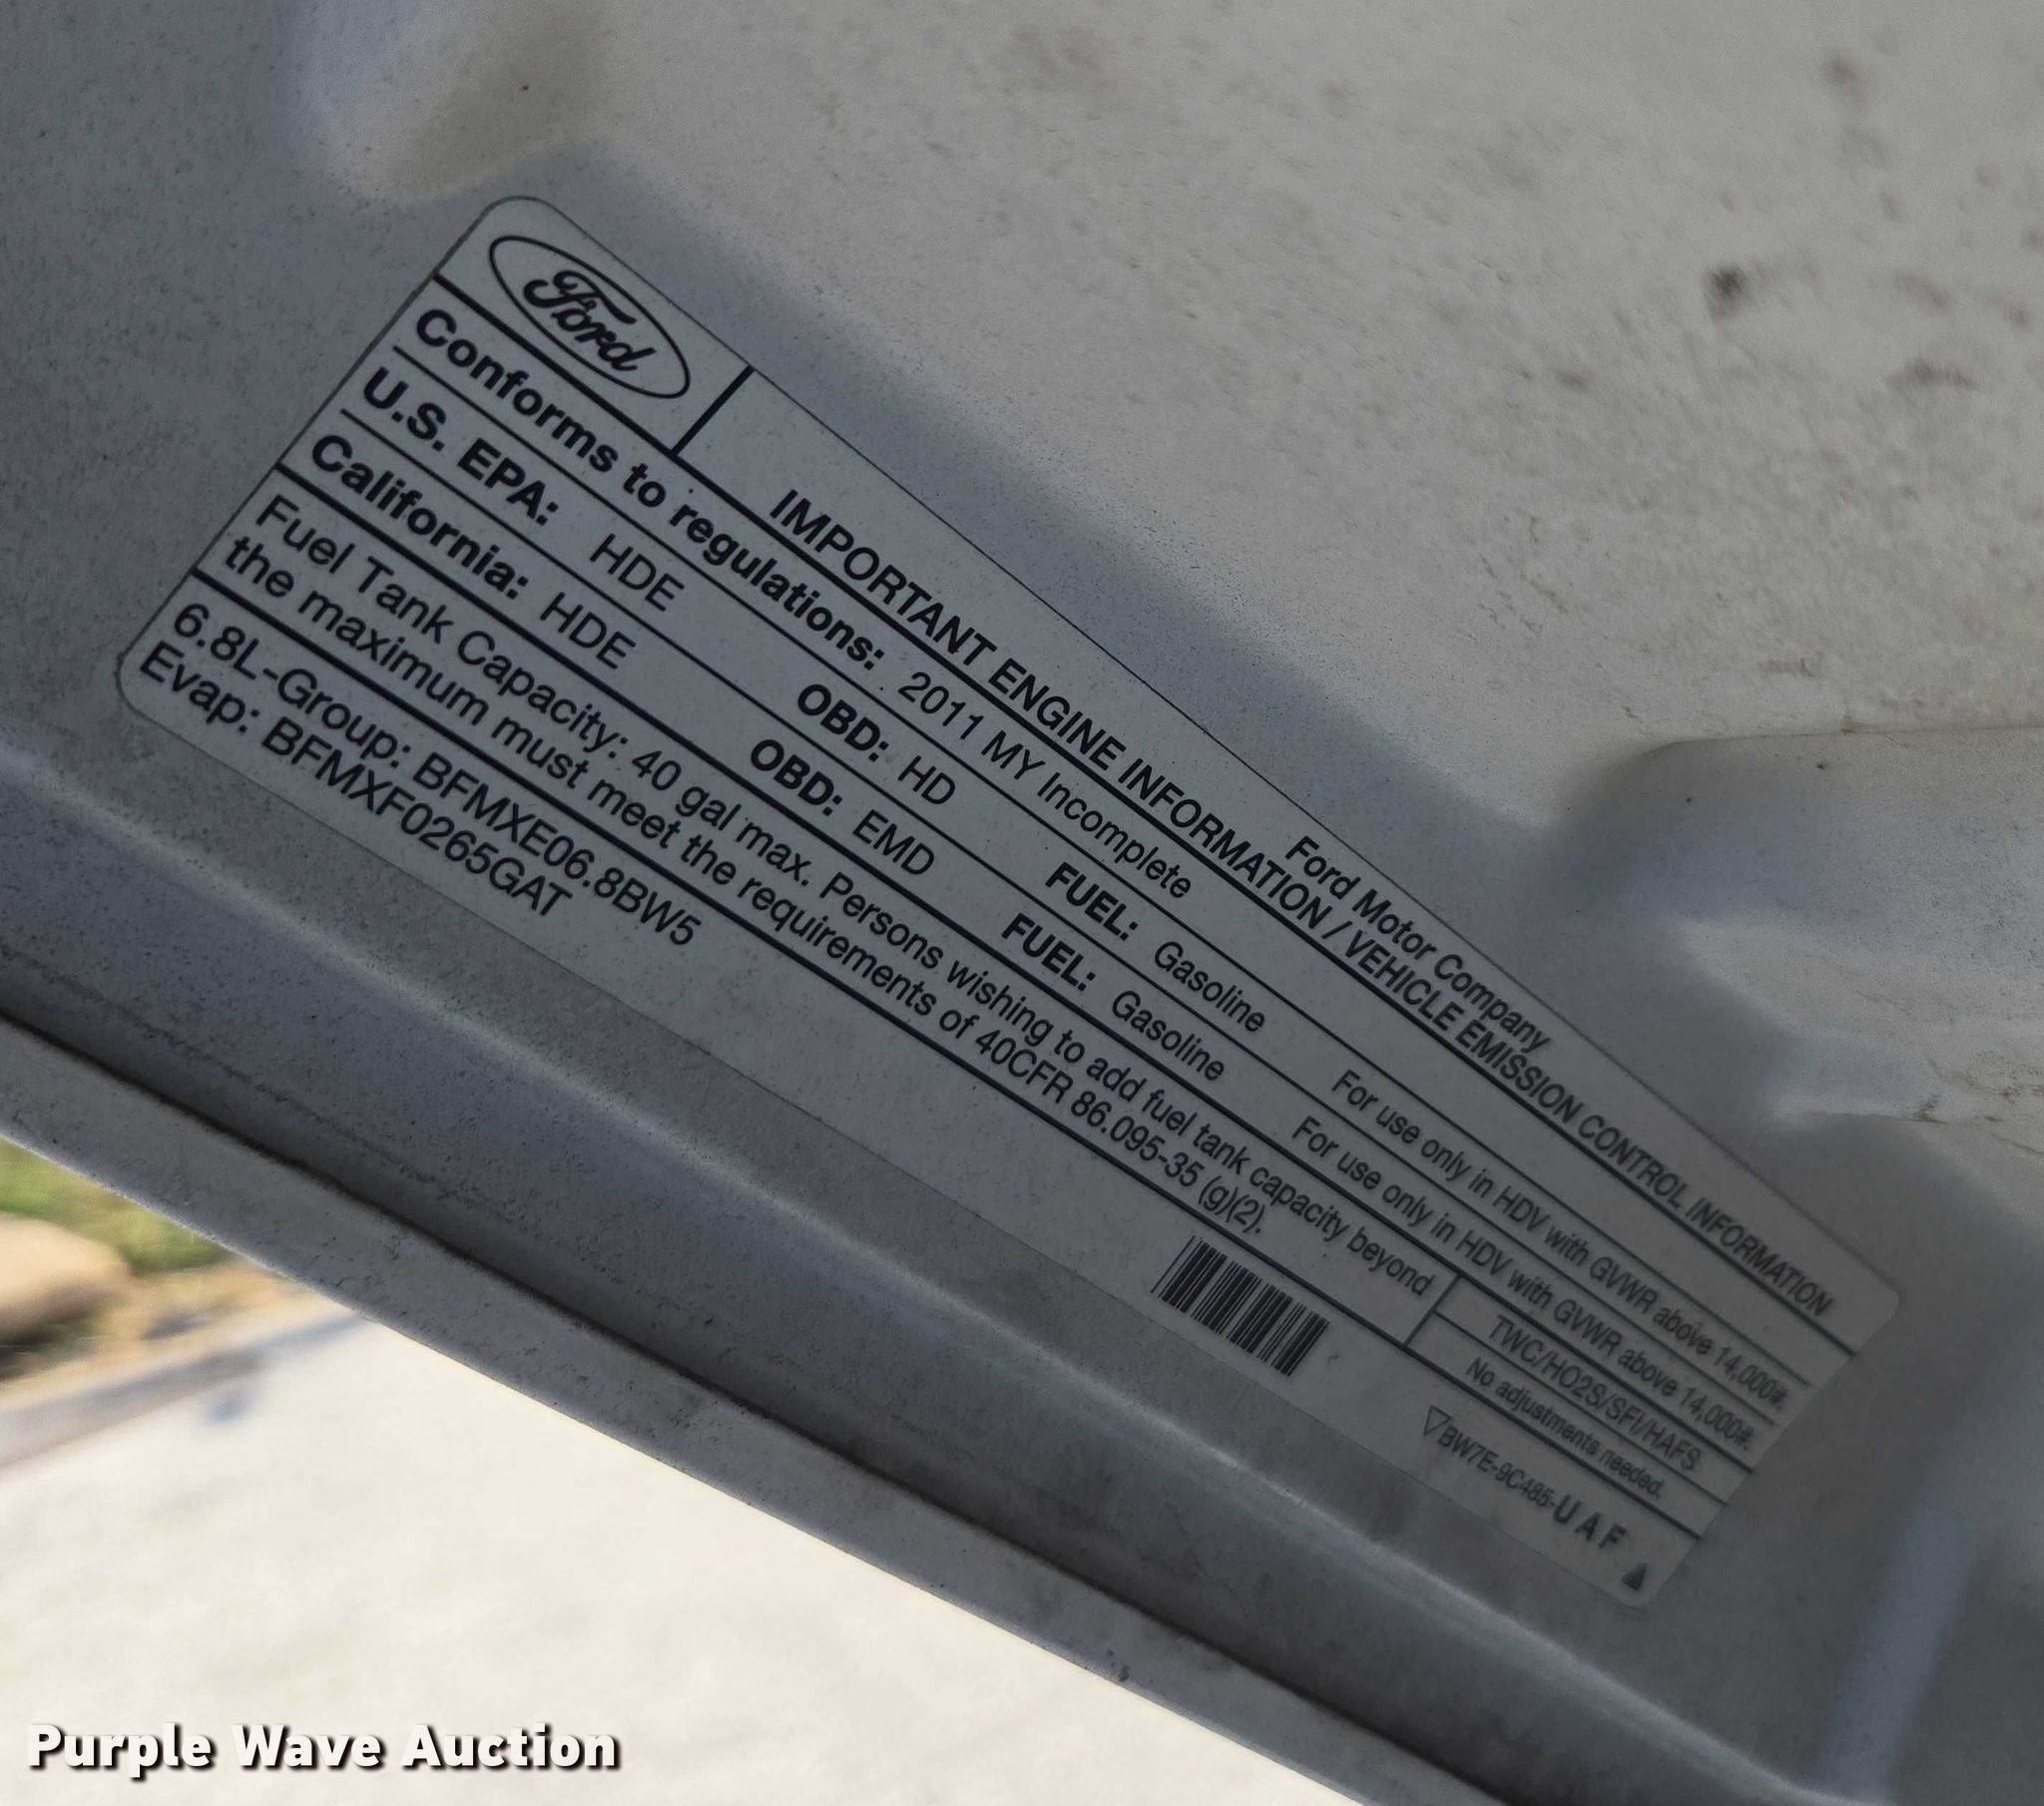 Ford
Ford Motor Company
IMPORTANT ENGINE INFORMATION / VEHICLE EMISSION CONTROL INFORMATION
Conforms to regulations: 2011 MY Incomplete
U.S. EPA: HDE OBD: HD FUEL: Gasoline For use only in HDV with GVWR above 14,000#.
California: HDE OBD: EMD FUEL: Gasoline For use only in HDV with GVWR above 14,000#.
Fuel Tank Capacity: 40 gal max. Persons wishing to add fuel tank capacity beyond
the maximum must meet the requirements of 40CFR 86.095-35 (g)(2).
TWC/HO2S/SFI/HAFS
No adjustments needed.
6.8L-Group: BFMXE06.8BW5
Evap: BFMXF0265GAT
BW7E-9C485-U A F
Purple Wave Auction